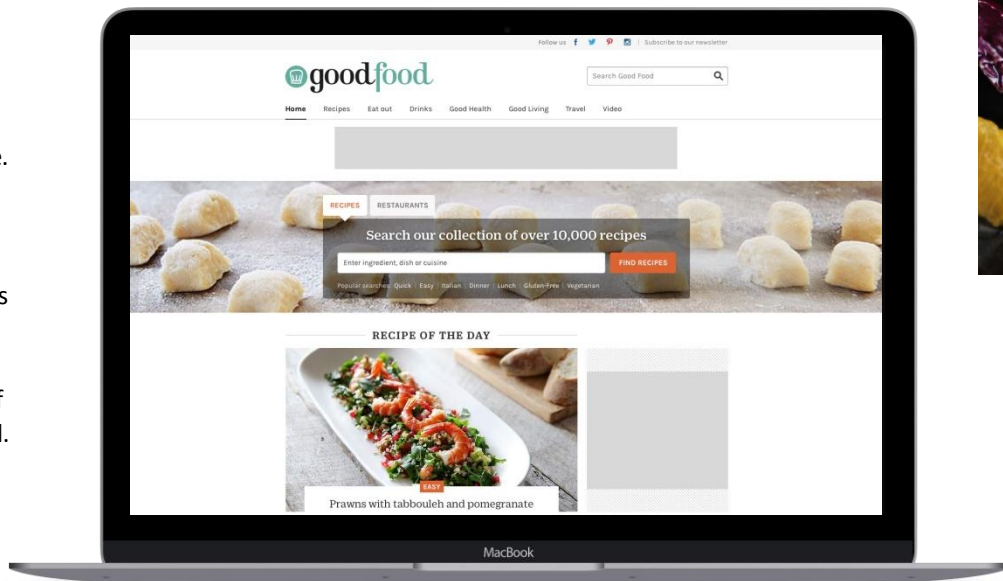 Follow us f | Subscribe to our newsletter
goodfood
Search Good Food
Home Recipes Eat out Drinks Good Health Good Living Travel Video
e.
RECIPES RESTAURANTS
Search our collection of over 10,000 recipes
Enter ingredient, dish or cuisine FIND RECIPES
s
Popular searches Quick | Easy | Italian | Dinner | Lunch | Gluten-Free | Vegetarian
RECIPE OF THE DAY
f
l.
EASY
Prawns with tabbouleh and pomegranate
MacBook